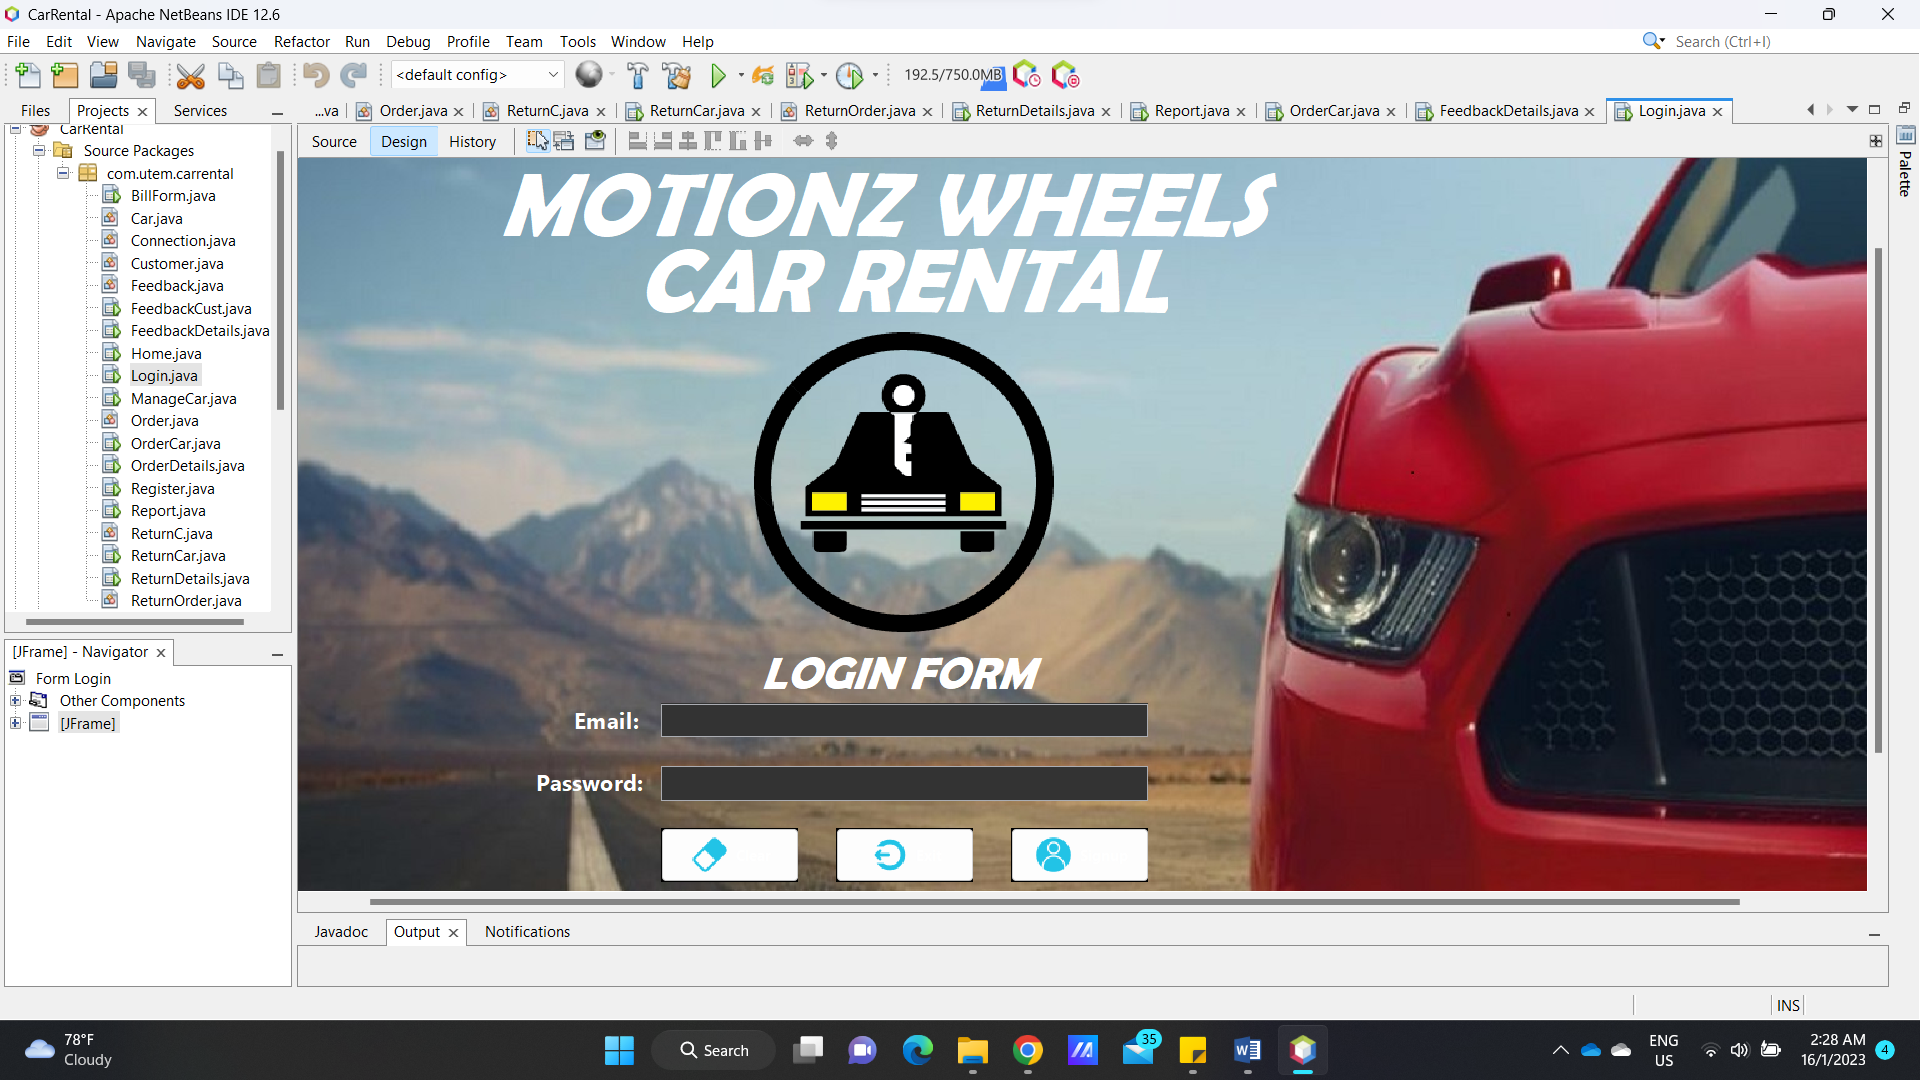 CarRental - Apache NetBeans IDE 12.6
File Edit View Navigate Source Refactor Run Debug Profile Team Tools Window Help
Search (Ctrl+I)
<default config>
192.5/750.0MB
Files Projects Services
...va Order.java ReturnC.java ReturnCar.java ReturnOrder.java ReturnDetails.java Report.java OrderCar.java FeedbackDetails.java Login.java
Source Design History
Palette
CarRental
Source Packages
com.utem.carrental
BillForm.java
Car.java
Connection.java
Customer.java
Feedback.java
FeedbackCust.java
FeedbackDetails.java
Home.java
Login.java
ManageCar.java
Order.java
OrderCar.java
OrderDetails.java
Register.java
Report.java
ReturnC.java
ReturnCar.java
ReturnDetails.java
ReturnOrder.java
[JFrame] - Navigator
Form Login
Other Components
[JFrame]
MOTIONZ WHEELS
CAR RENTAL
LOGIN FORM
Email:
Password:
Javadoc Output Notifications
INS
78°F
Cloudy
Search
35
ENG
US
2:28 AM
16/1/2023
4